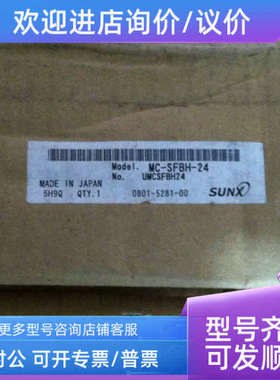 欢迎进店询价/议价
Model. MC-SFBH-24
No. UMCSFBH24
MADE IN JAPAN
5H9Q QTY.1 0801-5281-00 SUNX
更多型号咨询店铺客服
对公 可开专票/普票
型号齐
可发顺